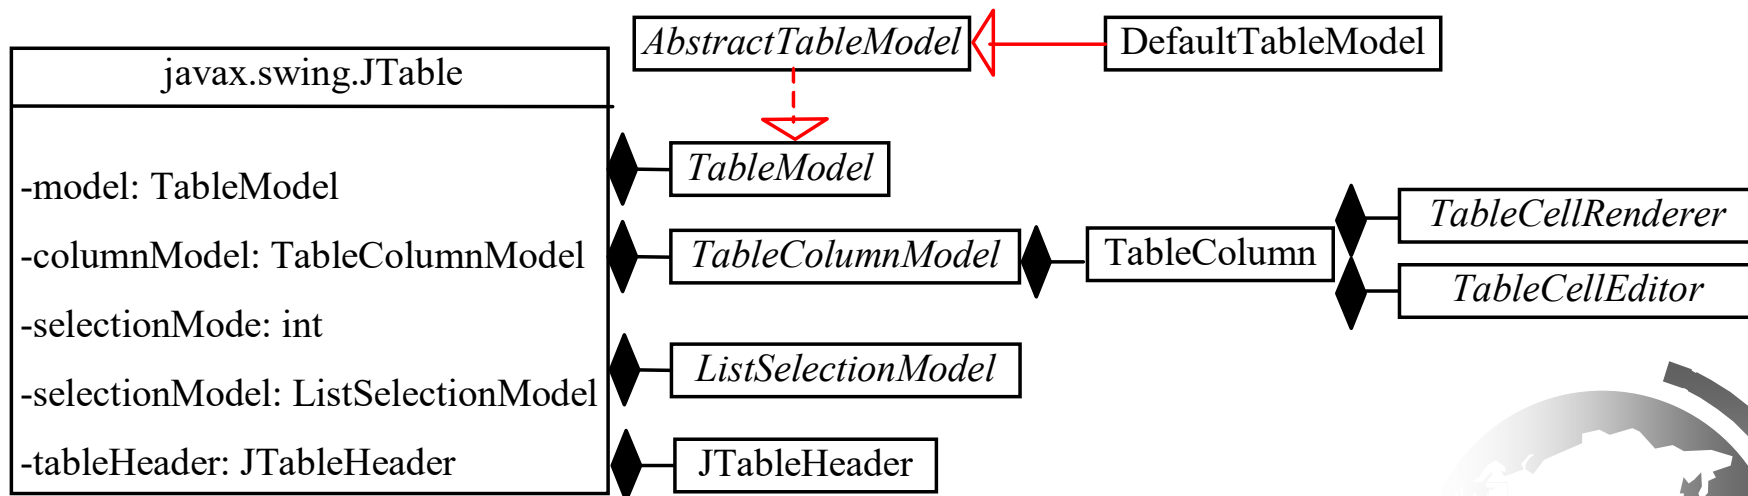 AbstractTableModel
DefaultTableModel
javax.swing.JTable
-model: TableModel
-columnModel: TableColumnModel
-selectionMode: int
-selectionModel: ListSelectionModel
-tableHeader: JTableHeader
TableModel
TableColumnModel
TableColumn
TableCellRenderer
TableCellEditor
ListSelectionModel
JTableHeader